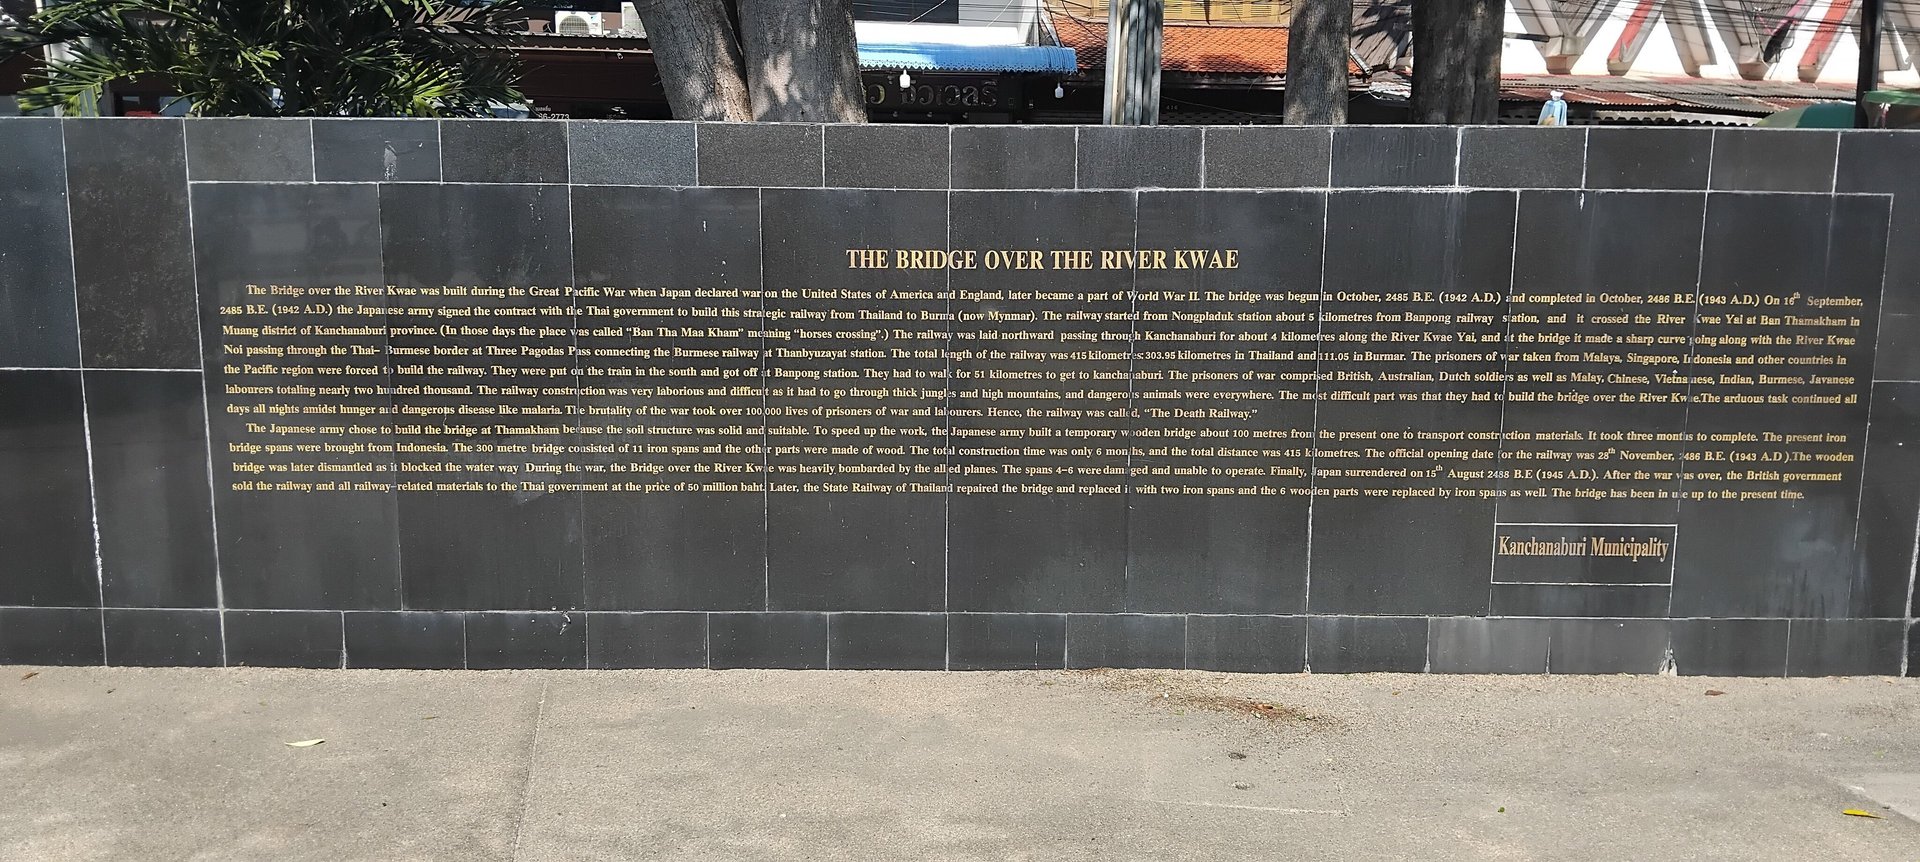 ว จิวเวลรี่
6-2773
THE BRIDGE OVER THE RIVER KWAE
The Bridge over the River Kwae was built during the Great Pacific War when Japan declared war on the United States of America and England, later became a part of World War II. The bridge was begun in October, 2485 B.E. (1942 A.D.) and completed in October, 2486 B.E. (1943 A.D.) On 16th September,
2485 B.E. (1942 A.D.) the Japanese army signed the contract with the Thai government to build this strategic railway from Thailand to Burma (now Mynmar). The railway started from Nongpladuk station about 5 kilometres from Banpong railway station, and it crossed the River Kwae Yai at Ban Thamakham in
Muang district of Kanchanaburi province. (In those days the place was called “Ban Tha Maa Kham” meaning “horses crossing”.) The railway was laid northward passing through Kanchanaburi for about 4 kilometres along the River Kwae Yai, and at the bridge it made a sharp curve going along with the River Kwae
Noi passing through the Thai– Burmese border at Three Pagodas Pass connecting the Burmese railway at Thanbyuzayat station. The total length of the railway was 415 kilometres: 303.95 kilometres in Thailand and 111.05 in Burmar. The prisoners of war taken from Malaya, Singapore, Indonesia and other countries in
the Pacific region were forced to build the railway. They were put on the train in the south and got off at Banpong station. They had to walk for 51 kilometres to get to kanchanaburi. The prisoners of war comprised British, Australian, Dutch soldiers as well as Malay, Chinese, Vietnamese, Indian, Burmese, Javanese
labourers totaling nearly two hundred thousand. The railway construction was very laborious and difficut as it had to go through thick jungles and high mountains, and dangerous animals were everywhere. The most difficult part was that they had to build the bridge over the River Kwae.The arduous task continued all
days all nights amidst hunger and dangerous disease like malaria. The brutality of the war took over 100,000 lives of prisoners of war and labourers. Hence, the railway was called, “The Death Railway.”
The Japanese army chose to build the bridge at Thamakham because the soil structure was solid and suitable. To speed up the work, the Japanese army built a temporary wooden bridge about 100 metres from the present one to transport construction materials. It took three months to complete. The present iron
bridge spans were brought from Indonesia. The 300 metre bridge consisted of 11 iron spans and the other parts were made of wood. The total construction time was only 6 months, and the total distance was 415 kilometres. The official opening date for the railway was 28th November, 2486 B.E. (1943 A.D ).The wooden
bridge was later dismantled as it blocked the water way During the war, the Bridge over the River Kwae was heavily bombarded by the allied planes. The spans 4–6 were damaged and unable to operate. Finally, Japan surrendered on 15th August 2488 B.E (1945 A.D.). After the war was over, the British government
sold the railway and all railway–related materials to the Thai government at the price of 50 million baht. Later, the State Railway of Thailand repaired the bridge and replaced it with two iron spans and the 6 wooden parts were replaced by iron spans as well. The bridge has been in use up to the present time.
Kanchanaburi Municipality